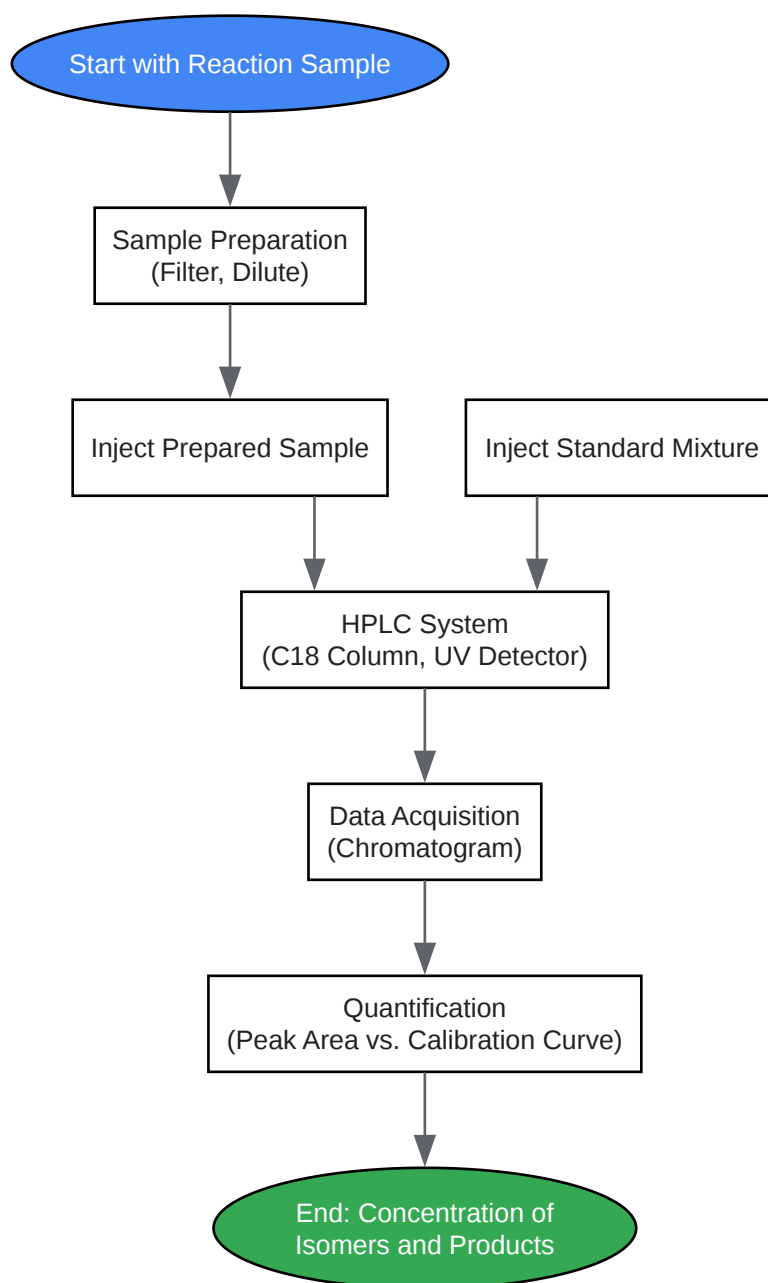 Start with Reaction Sample
Sample Preparation
(Filter, Dilute)
Inject Prepared Sample
Inject Standard Mixture
HPLC System
(C18 Column, UV Detector)
Data Acquisition
(Chromatogram)
Quantification
(Peak Area vs. Calibration Curve)
End: Concentration of
Isomers and Products